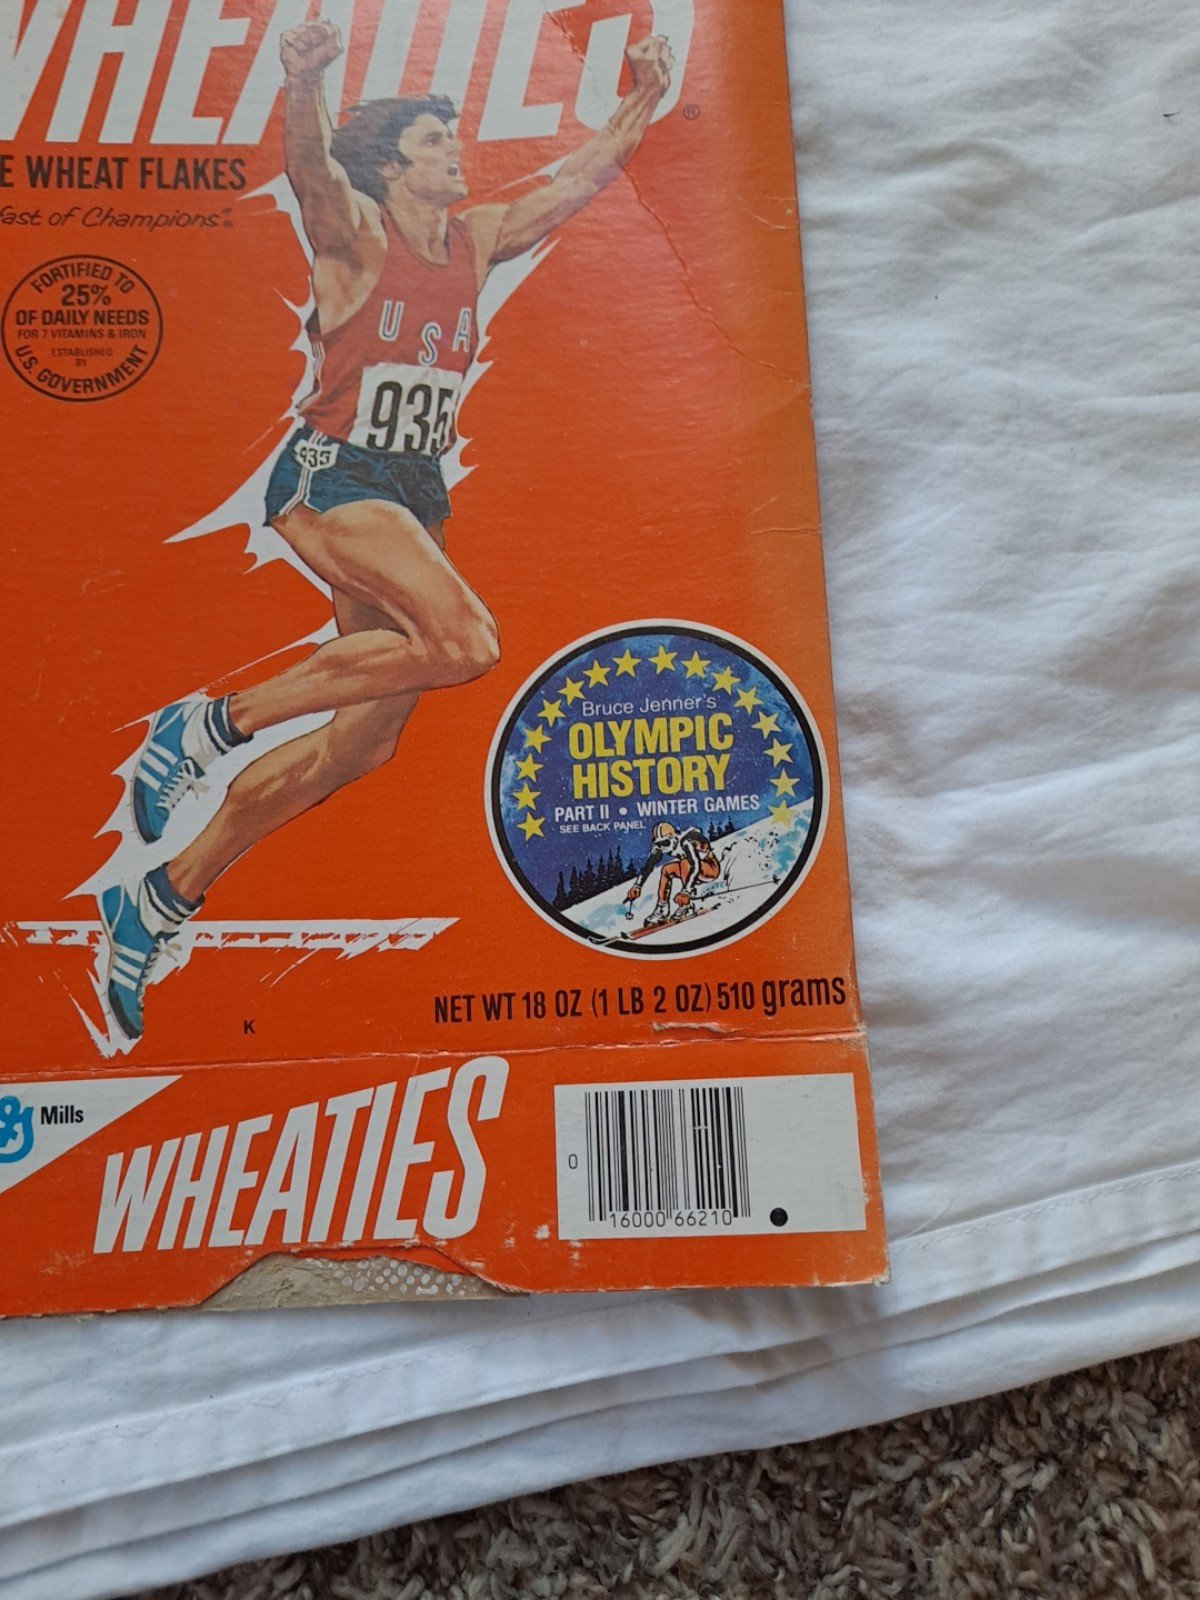 WHEATIES
®
E WHEAT FLAKES
fast of Champions"®
FORTIFIED TO
25%
OF DAILY NEEDS
FOR 7 VITAMINS & IRON
ESTABLISHED
BY
U.S. GOVERNMENT
U S A
935
935
Bruce Jenner's
OLYMPIC
HISTORY
PART II • WINTER GAMES
SEE BACK PANEL
NET WT 18 OZ (1 LB 2 OZ) 510 grams
K
Mills
WHEATIES
0
16000 66210